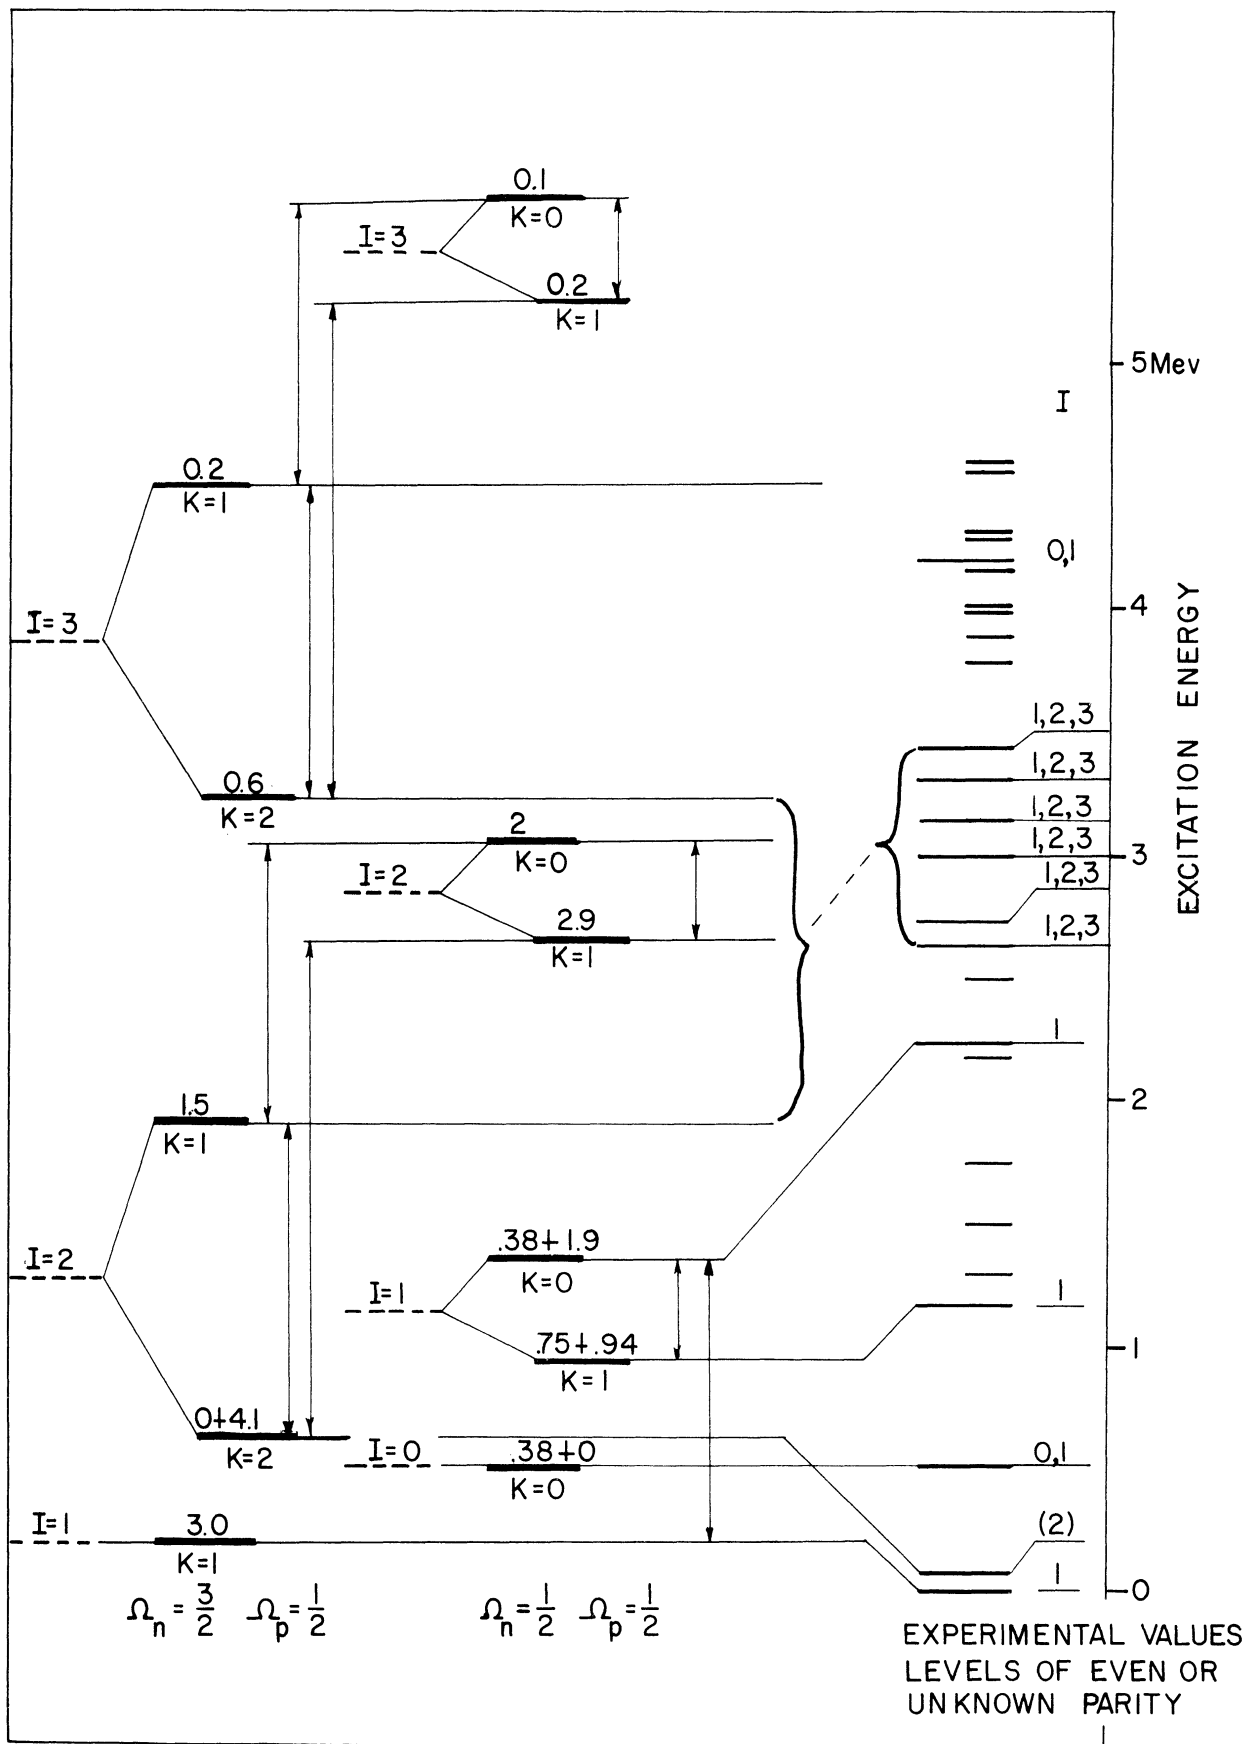 0.1
K=0
I=3
0.2
K=1
5 Mev
I
0.2
K=1
0,1
4
I=3
1,2,3
0.6
K=2
1,2,3
1,2,3
2
K=0
1,2,3
3
I=2
1,2,3
2.9
K=1
1,2,3
1
1.5
K=1
2
.38+1.9
K=0
I=2
I=1
1
.75+.94
K=1
1
0+4.1
K=2
I=0
.38+0
K=0
0,1
I=1
3.0
K=1
(2)
1
0
Ωn = 3/2 Ωp = 1/2
Ωn = 1/2 Ωp = 1/2
EXCITATION ENERGY
EXPERIMENTAL VALUES
LEVELS OF EVEN OR
UNKNOWN PARITY